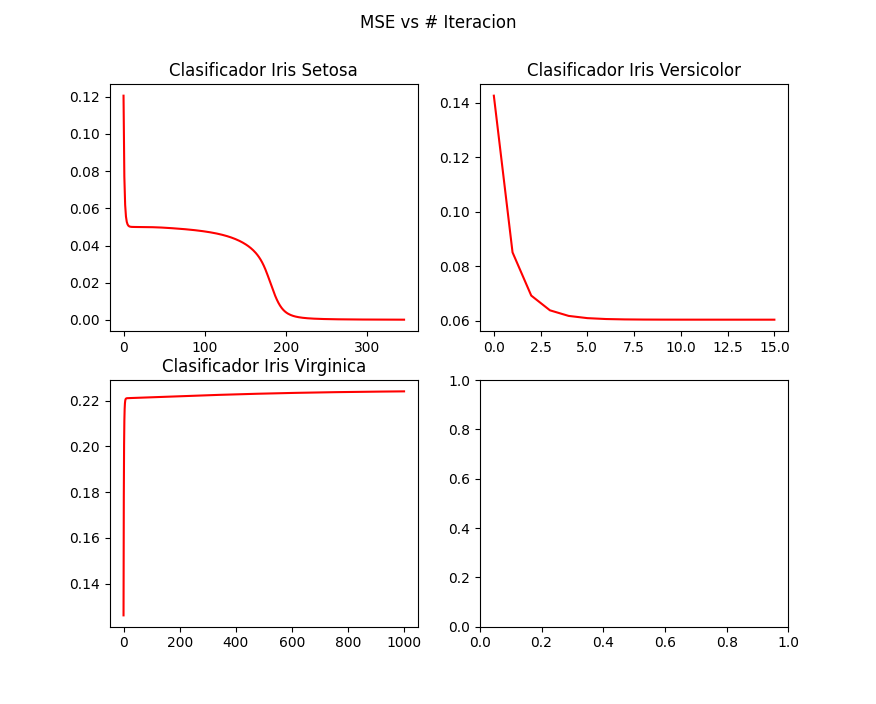 MSE vs # Iteracion
Clasificador Iris Setosa
0.12
0.10
0.08
0.06
0.04
0.02
0.00
0 100 200 300
Clasificador Iris Versicolor
0.14
0.12
0.10
0.08
0.06
0.0 2.5 5.0 7.5 10.0 12.5 15.0
Clasificador Iris Virginica
0.22
0.20
0.18
0.16
0.14
0 200 400 600 800 1000
1.0
0.8
0.6
0.4
0.2
0.0
0.0 0.2 0.4 0.6 0.8 1.0